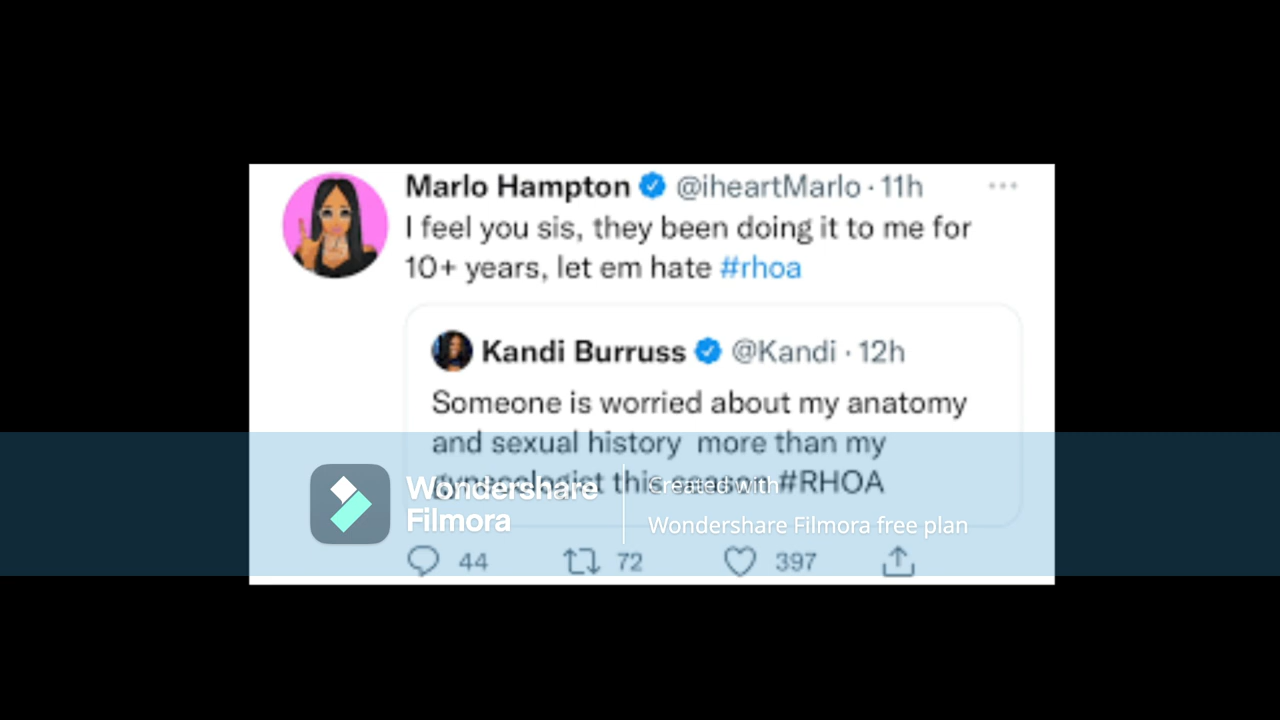 Marlo Hampton @iheartMarlo · 11h
I feel you sis, they been doing it to me for
10+ years, let em hate #rhoa
Kandi Burruss @Kandi · 12h
Someone is worried about my anatomy
and sexual history more than my
gynecologist this season #RHOA
Wondershare
Filmora
Created with
Wondershare Filmora free plan
44 72 397